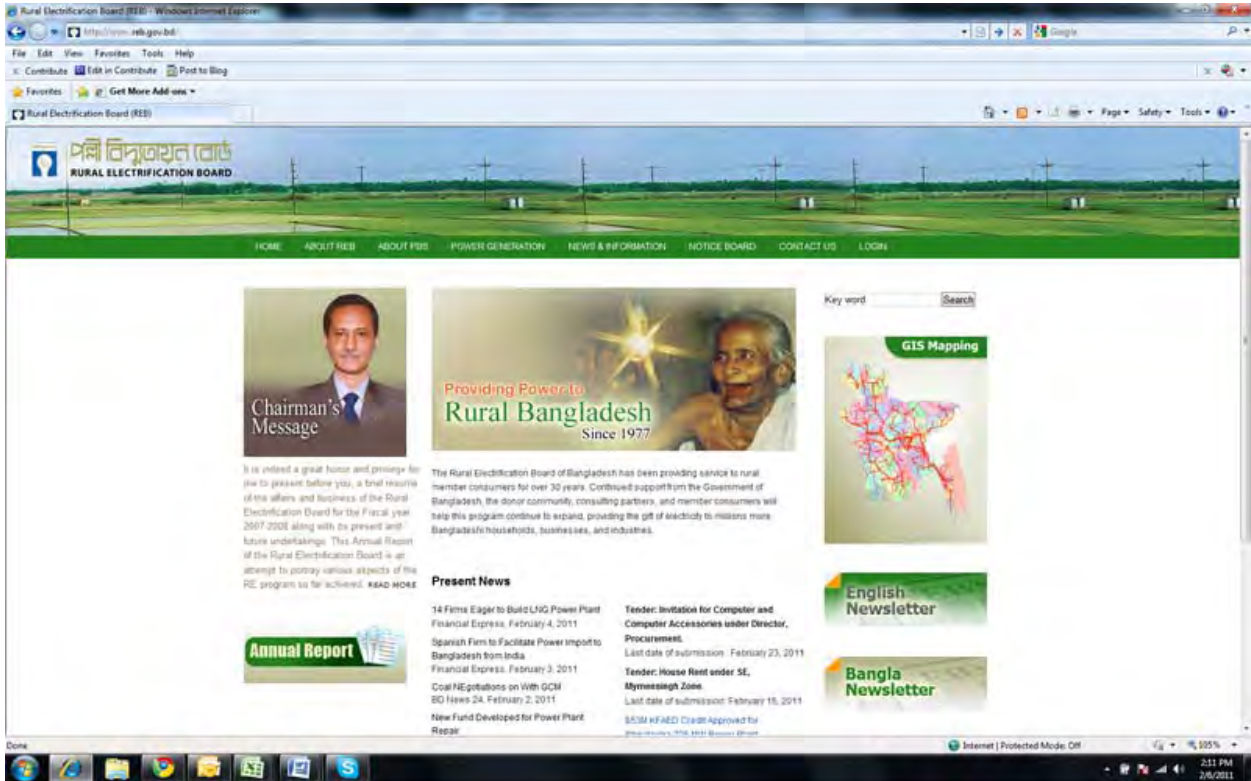 Rural Electrification Board (REB) - Windows Internet Explorer
reb.gov.bd/
Google
File Edit View Favorites Tools Help
Contribute Edit in Contribute Post to Blog
Favorites Get More Add-ons
Rural Electrification Board (REB)
Page Safety Tools
পল্লী বিদ্যুতায়ন বোর্ড
RURAL ELECTRIFICATION BOARD
HOME ABOUT REB ABOUT PBS POWER GENERATION NEWS & INFORMATION NOTICE BOARD CONTACT US LOGIN
Chairman's
Message
It is indeed a great honor and privilege for
me to present before you, a brief resume
of the affairs and business of the Rural
Electrification Board for the Fiscal year
2007-2008 along with its present and
future undertakings. This Annual Report
of the Rural Electrification Board is an
attempt to portray various aspects of the
RE program so far achieved. READ MORE
Annual Report
Providing Power to
Rural Bangladesh
Since 1977
The Rural Electrification Board of Bangladesh has been providing service to rural
member consumers for over 30 years. Continued support from the Government of
Bangladesh, the donor community, consulting partners, and member consumers will
help this program continue to expand, providing the gift of electricity to millions more
Bangladeshi households, businesses, and industries.
Present News
14 Firms Eager to Build LNG Power Plant
Financial Express, February 4, 2011
Spanish Firm to Facilitate Power Import to
Bangladesh from India
Financial Express, February 3, 2011
Coal NEgotiations on With GCM
BD News 24, February 2, 2011
New Fund Developed for Power Plant
Repair
Tender: Invitation for Computer and
Computer Accessories under Director,
Procurement.
Last date of submission : February 23, 2011
Tender: House Rent under SE,
Mymensingh Zone
Last date of submission: February 15, 2011
KFAED Credit Approved for
Key word Search
GIS Mapping
English
Newsletter
Bangla
Newsletter
Done
Internet | Protected Mode: Off
105%
2:11 PM
2/6/2011